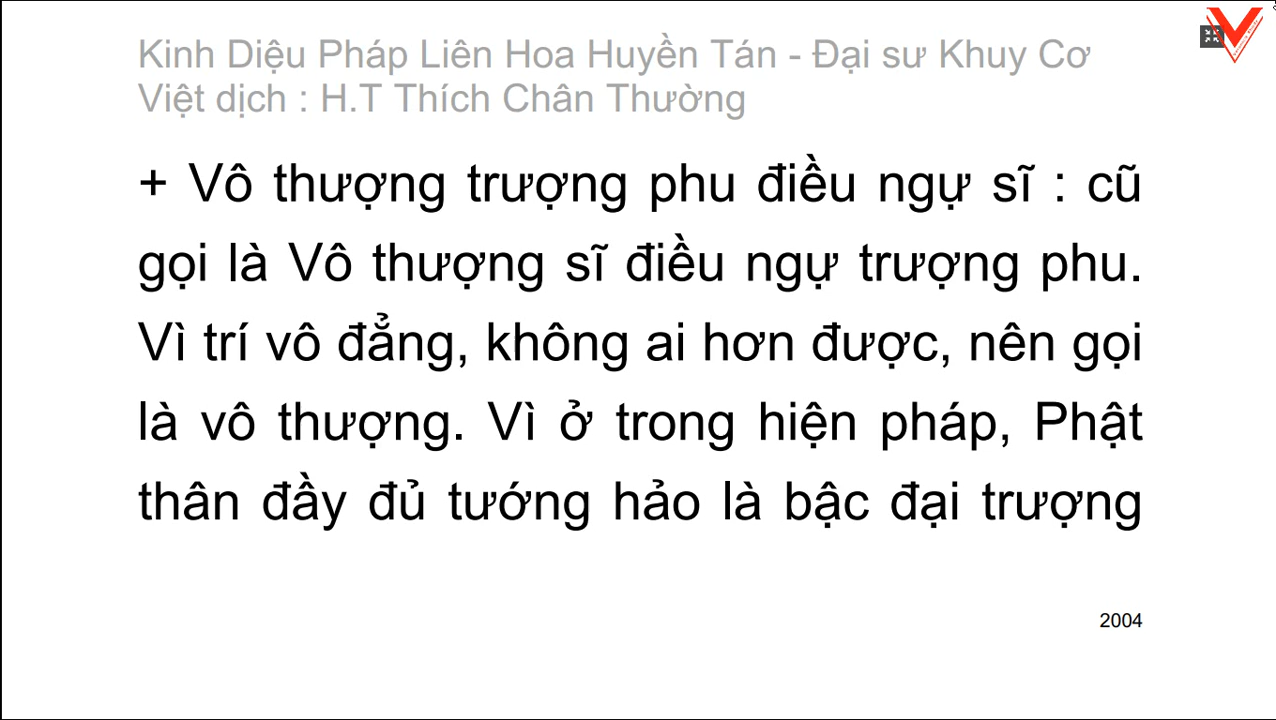 Kinh Diệu Pháp Liên Hoa Huyền Tán - Đại sư Khuy Cơ
Việt dịch : H.T Thích Chân Thường
+ Vô thượng trượng phu điều ngự sĩ : cũ
gọi là Vô thượng sĩ điều ngự trượng phu.
Vì trí vô đẳng, không ai hơn được, nên gọi
là vô thượng. Vì ở trong hiện pháp, Phật
thân đầy đủ tướng hảo là bậc đại trượng
2004